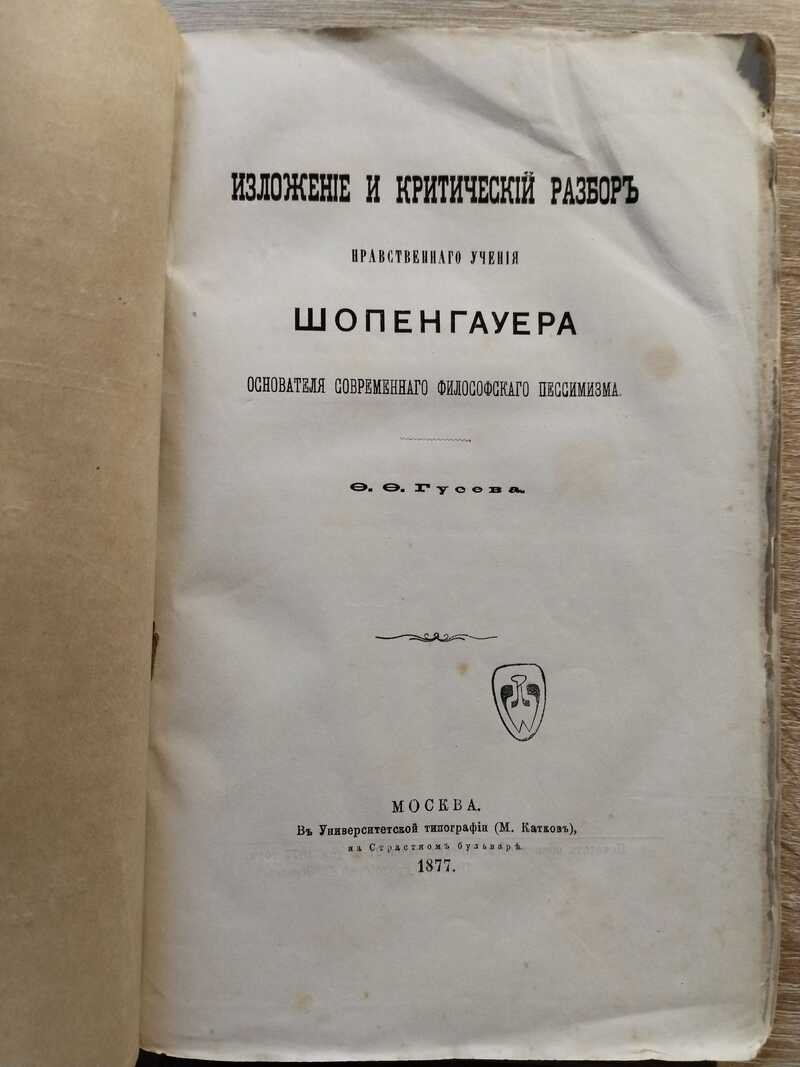 ИЗЛОЖЕНІЕ И КРИТИЧЕСКІЙ РАЗБОРЪ
НРАВСТВЕННАГО УЧЕНІЯ
ШОПЕНГАУЕРА
ОСНОВАТЕЛЯ СОВРЕМЕННАГО ФИЛОСОФСКАГО ПЕССИМИЗМА.
Ѳ. Ѳ. Гусева.
МОСКВА.
Въ Университетской типографіи (М. Катковъ),
на Страстномъ бульварѣ.
1877.